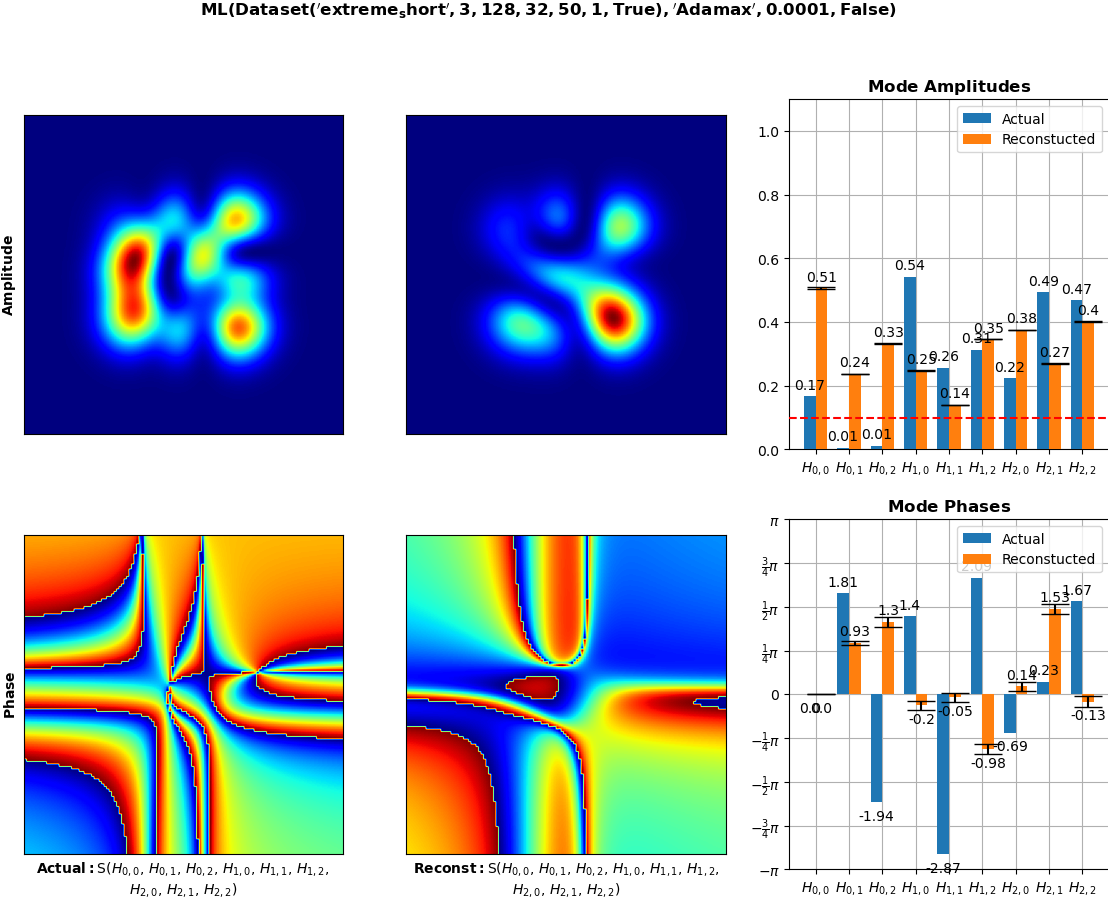 ML(Dataset('extreme_short', 3, 128, 32, 50, 1, True), 'Adamax', 0.0001, False)
Amplitude
Mode Amplitudes
Actual
Reconstucted
1.0
0.8
0.6
0.4
0.2
0.0
0.17 0.51 0.01 0.24 0.01 0.33 0.54 0.25 0.26 0.14 0.31 0.35 0.22 0.38 0.49 0.27 0.47 0.4
H0,0 H0,1 H0,2 H1,0 H1,1 H1,2 H2,0 H2,1 H2,2
Phase
Mode Phases
Actual
Reconstucted
π
3/4π
1/2π
1/4π
0
−1/4π
−1/2π
−3/4π
−π
0.0 0.0 1.81 0.93 -1.94 1.3 1.4 -0.2 -2.87 -0.05 2.09 -0.98 -0.69 0.14 0.23 1.53 1.67 -0.13
H0,0 H0,1 H0,2 H1,0 H1,1 H1,2 H2,0 H2,1 H2,2
Actual: S(H0,0, H0,1, H0,2, H1,0, H1,1, H1,2,
H2,0, H2,1, H2,2)
Reconst: S(H0,0, H0,1, H0,2, H1,0, H1,1, H1,2,
H2,0, H2,1, H2,2)